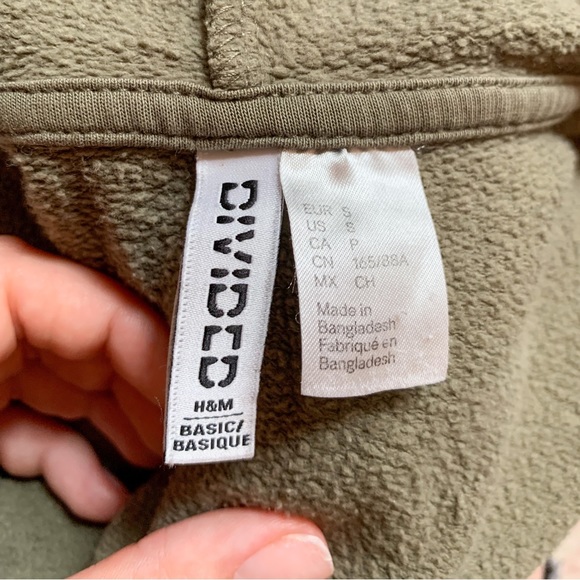 DIVIDED
H&M
BASIC/
BASIQUE
EUR S
US S
CA P
CN 165/88A
MX CH
Made in
Bangladesh
Fabriqué en
Bangladesh